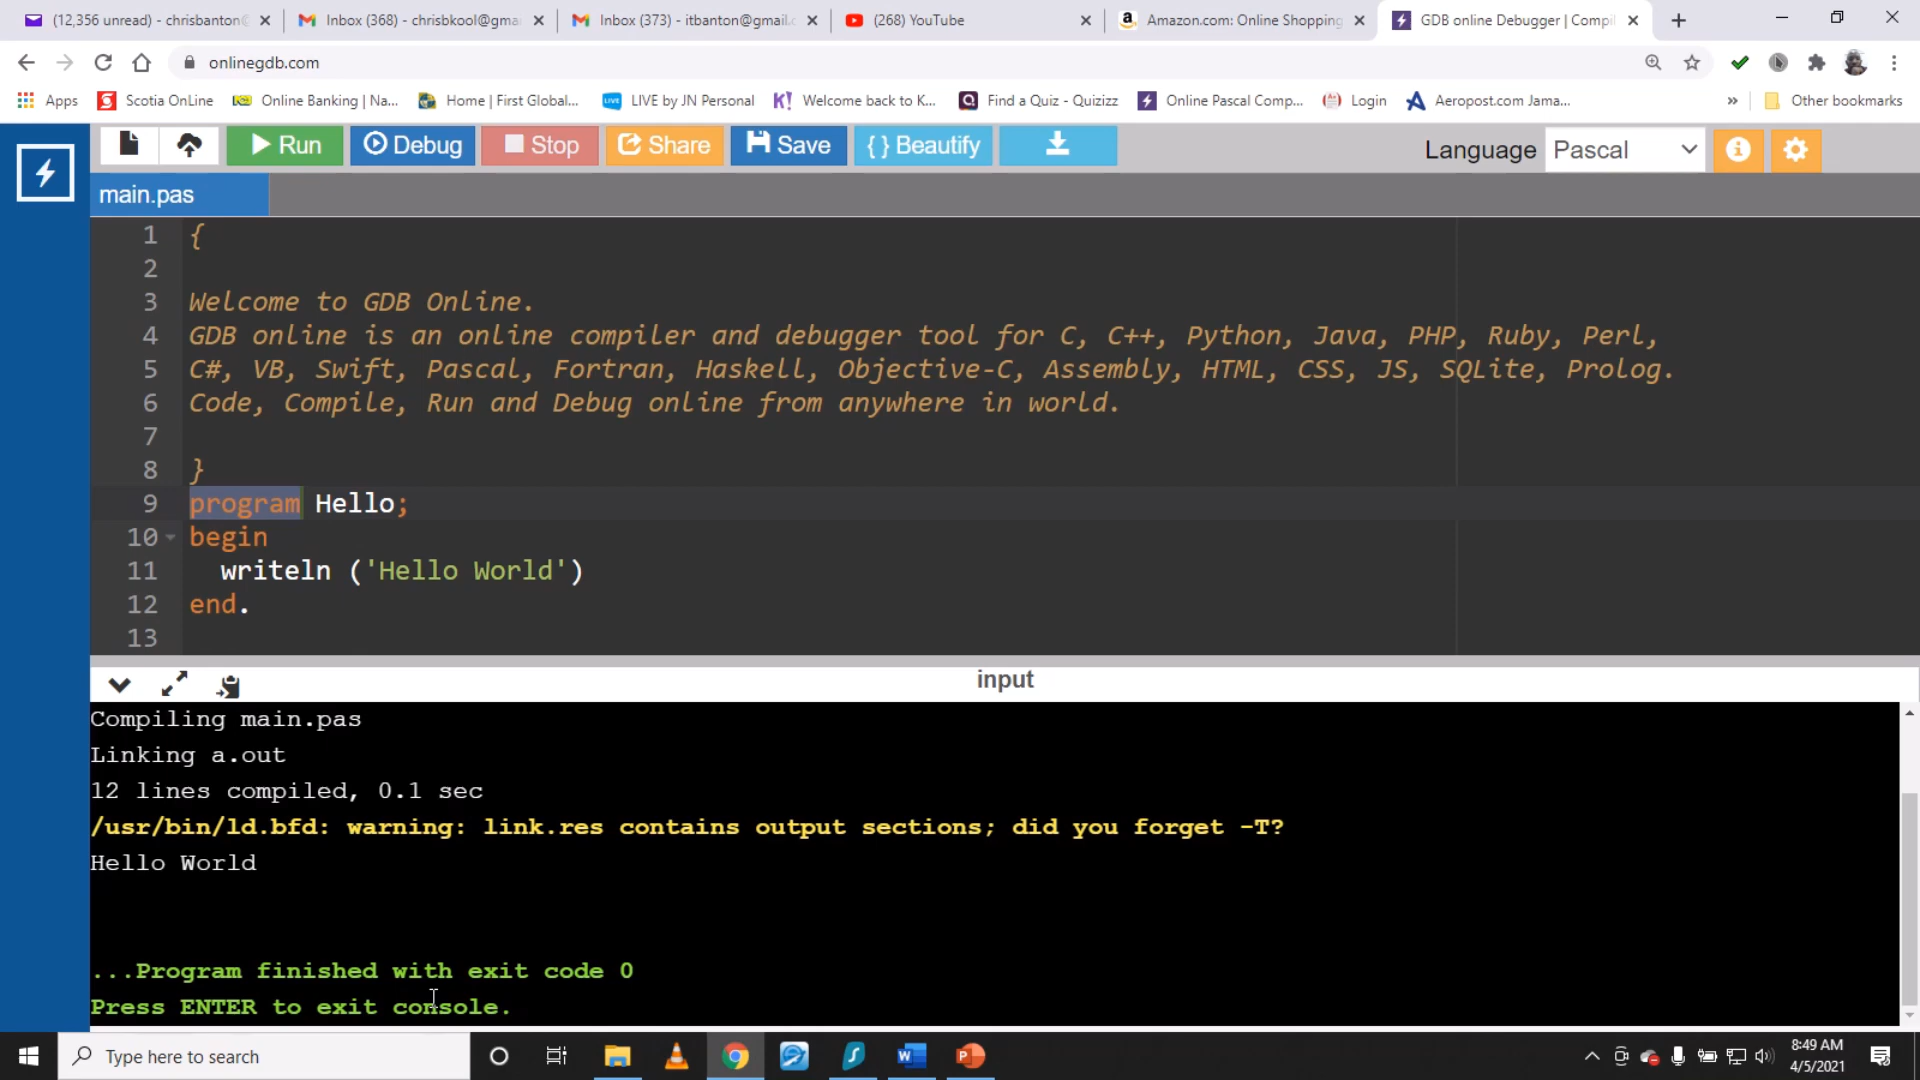 (12,356 unread) - chrisbanton@
Inbox (368) - chrisbkool@gma
Inbox (373) - itbanton@gmail.c
(268) YouTube
Amazon.com: Online Shopping
GDB online Debugger | Compil
onlinegdb.com
Apps
Scotia OnLine
Online Banking | Na...
Home | First Global...
LIVE
LIVE by JN Personal
K!
Welcome back to K...
Find a Quiz - Quizizz
Online Pascal Comp...
Login
Aeropost.com Jama...
»
Other bookmarks
Run
Debug
Stop
Share
Save
{ } Beautify
Language
Pascal
main.pas
1 {
2
3 Welcome to GDB Online.
4 GDB online is an online compiler and debugger tool for C, C++, Python, Java, PHP, Ruby, Perl,
5 C#, VB, Swift, Pascal, Fortran, Haskell, Objective-C, Assembly, HTML, CSS, JS, SQLite, Prolog.
6 Code, Compile, Run and Debug online from anywhere in world.
7
8 }
9 program Hello;
10 begin
11 writeln ('Hello World')
12 end.
13
input
Compiling main.pas
Linking a.out
12 lines compiled, 0.1 sec
/usr/bin/ld.bfd: warning: link.res contains output sections; did you forget -T?
Hello World
...Program finished with exit code 0
Press ENTER to exit console.
Type here to search
8:49 AM
4/5/2021